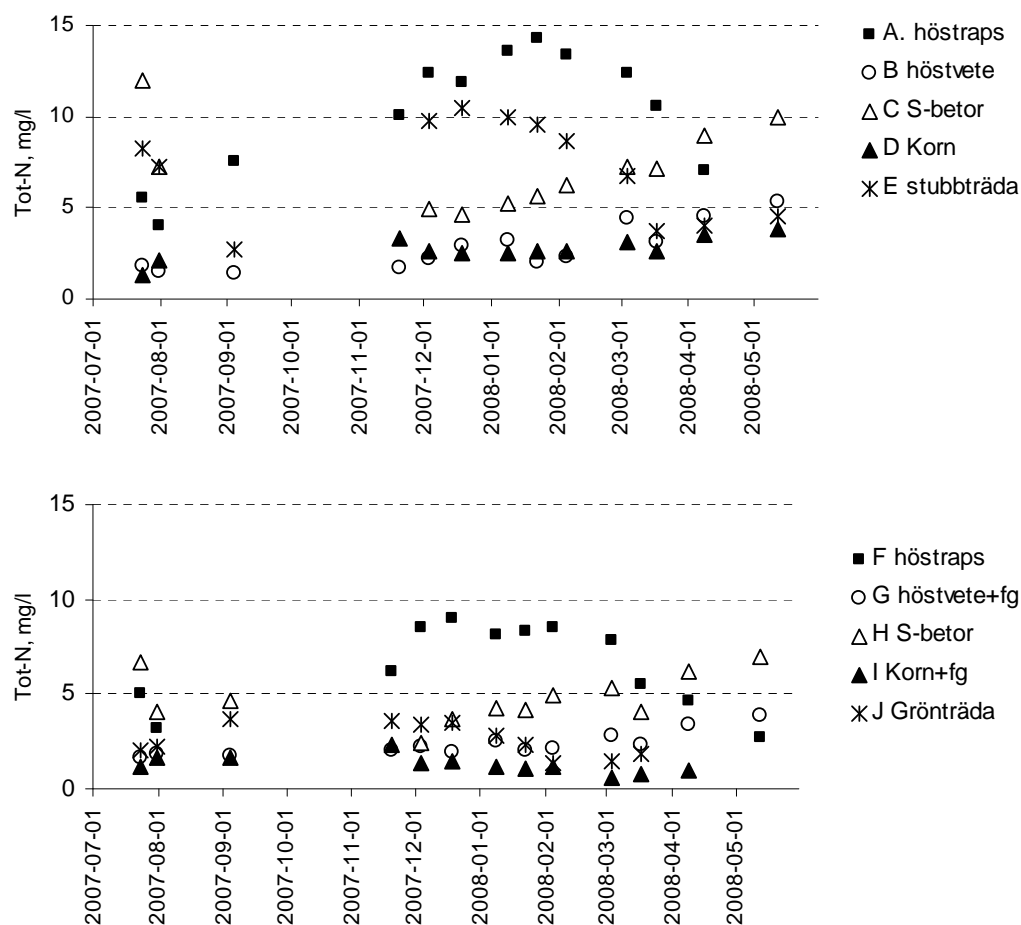 Tot-N, mg/l
15
10
5
0
2007-07-01
2007-08-01
2007-09-01
2007-10-01
2007-11-01
2007-12-01
2008-01-01
2008-02-01
2008-03-01
2008-04-01
2008-05-01
A. höstraps
B höstvete
C S-betor
D Korn
E stubbträda
Tot-N, mg/l
15
10
5
0
2007-07-01
2007-08-01
2007-09-01
2007-10-01
2007-11-01
2007-12-01
2008-01-01
2008-02-01
2008-03-01
2008-04-01
2008-05-01
F höstraps
G höstvete+fg
H S-betor
I Korn+fg
J Grönträda